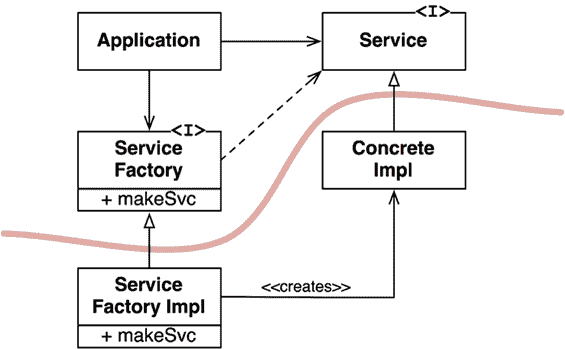 <I>
Application
Service
<I>
Service
Factory
+ makeSvc
Concrete
Impl
Service
Factory Impl
+ makeSvc
<<creates>>